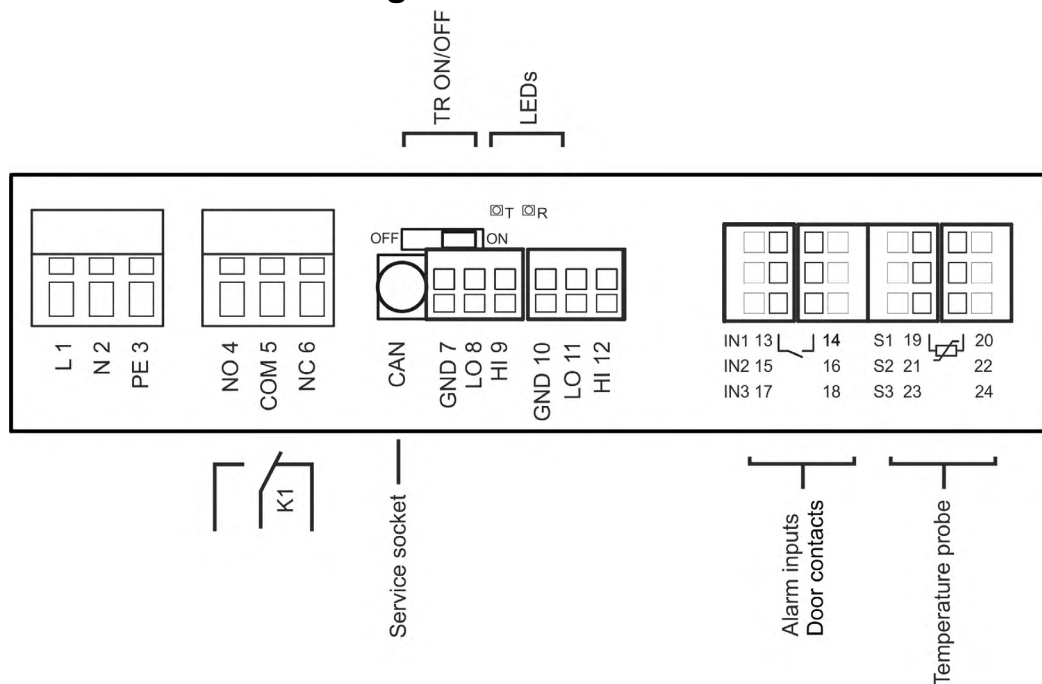 TR ON/OFF
LEDs
T R
OFF ON
L 1
N 2
PE 3
NO 4
COM 5
NC 6
CAN
GND 7
LO 8
HI 9
GND 10
LO 11
HI 12
IN1 13 14 S1 19 20
IN2 15 16 S2 21 22
IN3 17 18 S3 23 24
K1
Service socket
Alarm inputs
Door contacts
Temperature probe